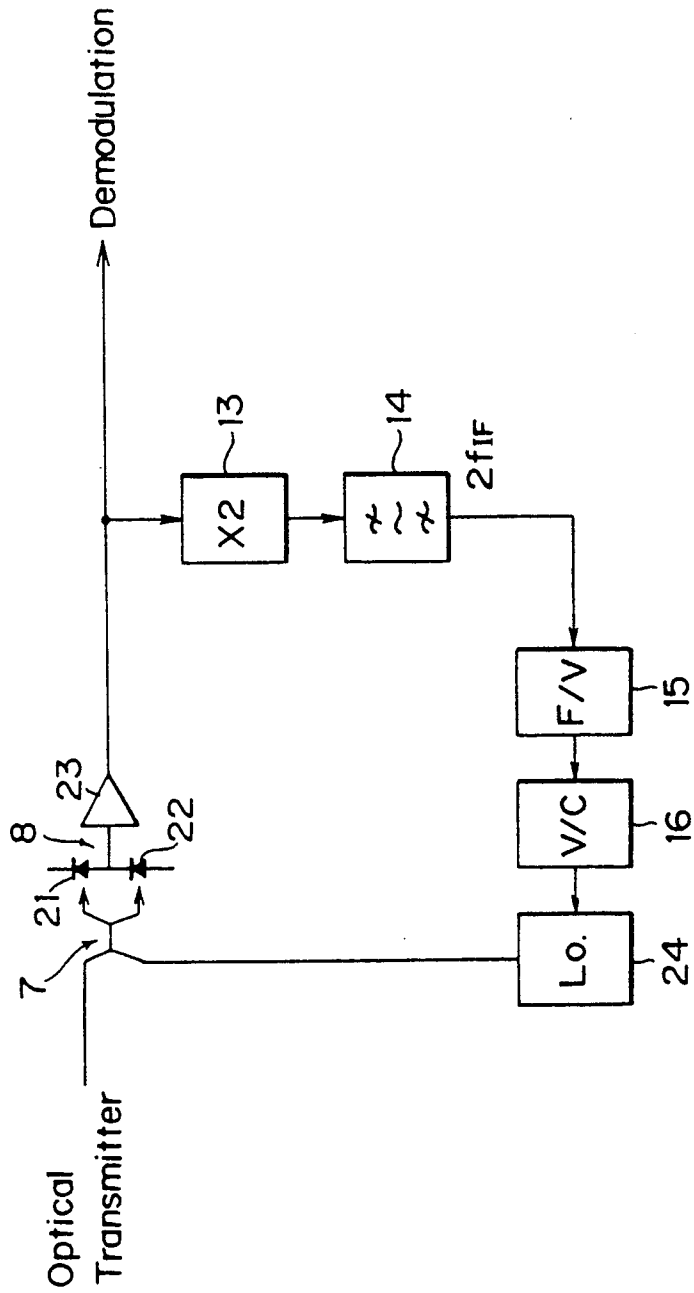 Optical
Transmitter
7
8
21
22
23
Demodulation
X2
13
14
2fIF
F/V
15
V/C
16
Lo.
24